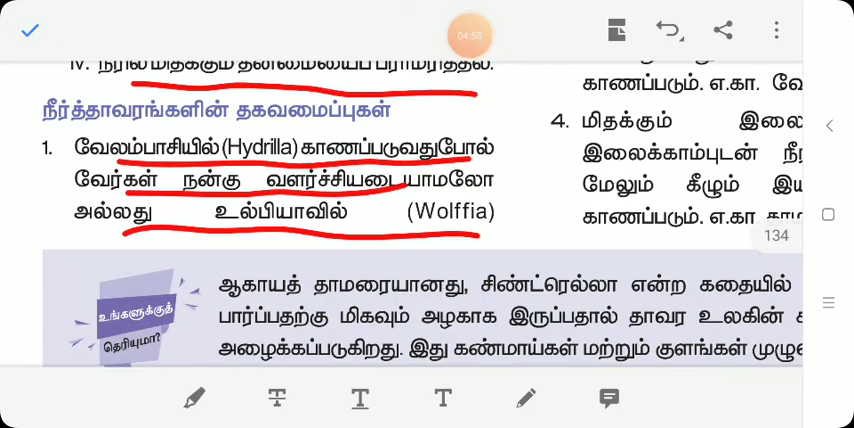 04:58
iv. நீரில் மிதக்கும் தன்மையைப் பராமரித்தல்.
நீர்த்தாவரங்களின் தகவமைப்புகள்
1. வேலம்பாசியில் (Hydrilla) காணப்படுவதுபோல்
வேர்கள் நன்கு வளர்ச்சியடையாமலோ
அல்லது உல்பியாவில் (Wolffia)
காணப்படும். எ.கா. வே
4. மிதக்கும் இலை
இலைக்காம்புடன் நீ
மேலும் கீழும் இய
காணப்படும். எ.கா
134
உங்களுக்குத்
தெரியுமா?
ஆகாயத் தாமரையானது, சிண்ட்ரெல்லா என்ற கதையில்
பார்ப்பதற்கு மிகவும் அழகாக இருப்பதால் தாவர உலகின்
அழைக்கப்படுகிறது. இது கண்மாய்கள் மற்றும் குளங்கள் முழு